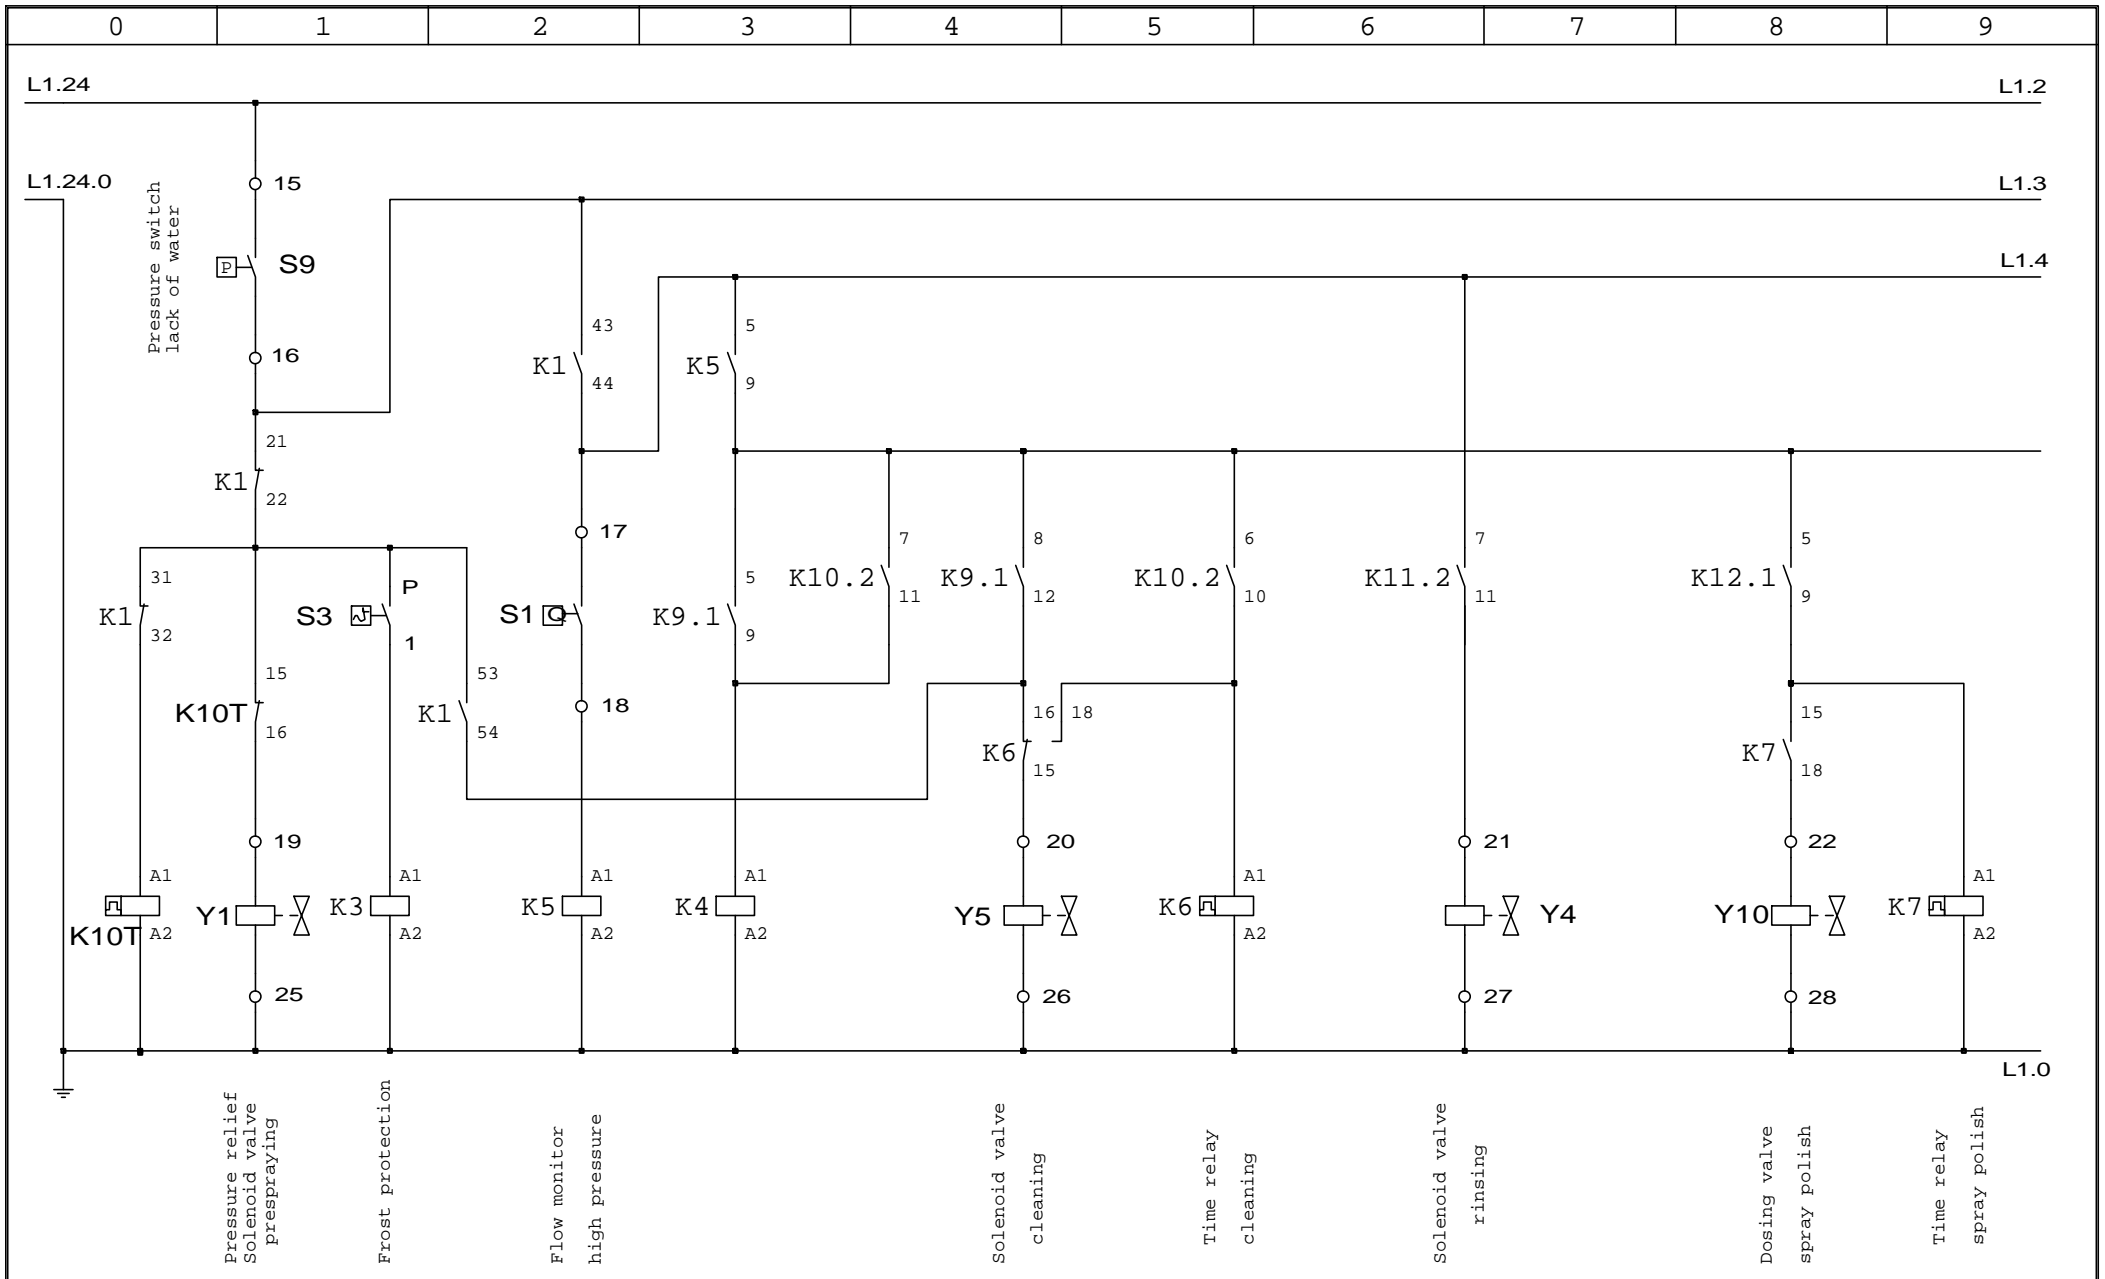 0 1 2 3 4 5 6 7 8 9
L1.24 L1.2
L1.24.0 15 L1.3
Pressure switch
lack of water
P S9 L1.4
43 5
16 K1 K5
44 9
21
K1
22
17
31 P 5 7 8 6 7 5
K10.2 K9.1 K10.2 K11.2 K12.1
K1 S3 S1 Q K9.1 11 12 10 11 9
32 1 9
15 53
K10T K1 18 16 18 15
16 54 K6 K7
15 18
19 20 21 22
A1 A1 A1 A1 A1 A1
Y1 K3 K5 K4 Y5 K6 Y4 Y10 K7
K10T A2 A2 A2 A2 A2 A2
25 26 27 28
L1.0
Pressure relief
Solenoid valve
prespraying
Frost protection
Flow monitor
high pressure
Solenoid valve
cleaning
Time relay
cleaning
Solenoid valve
rinsing
Dosing valve
spray polish
Time relay
spray polish